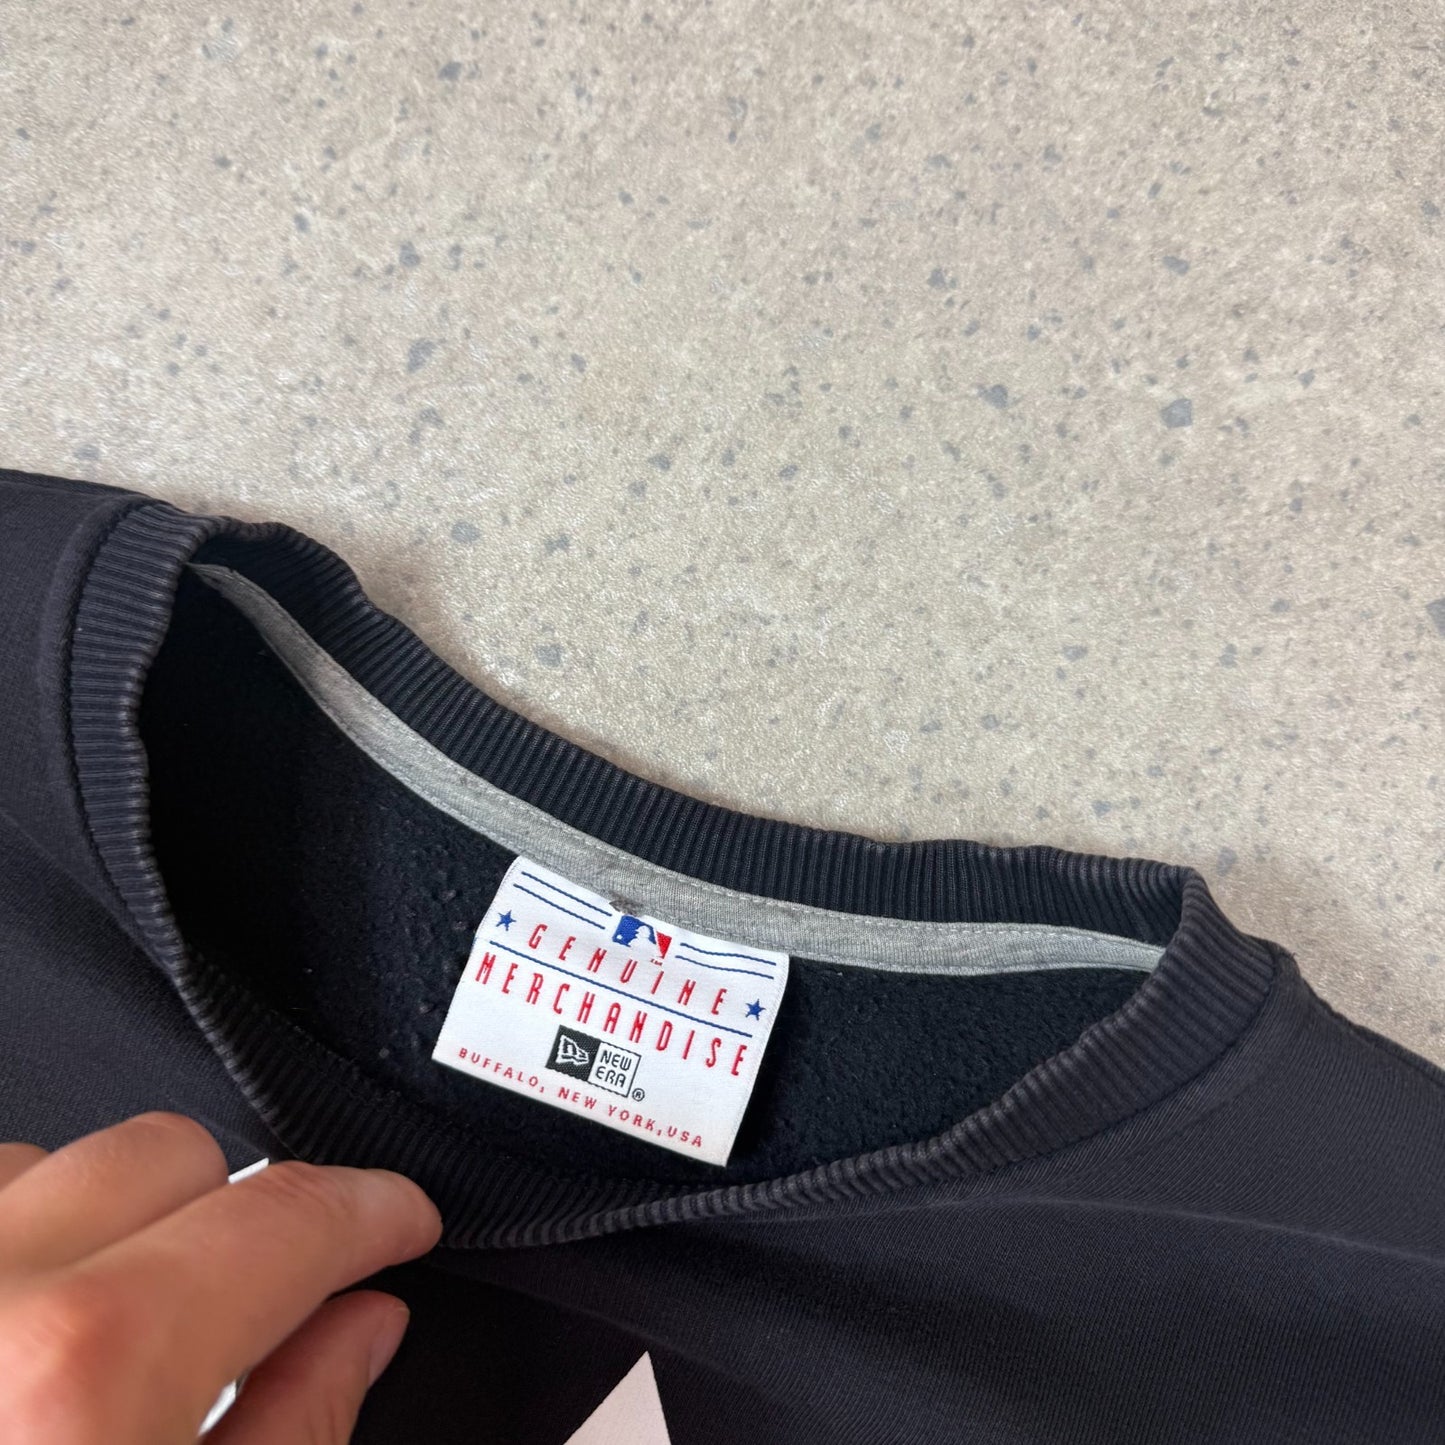 GENUINE
MERCHANDISE
NEW
ERA®
BUFFALO, NEW YORK, USA